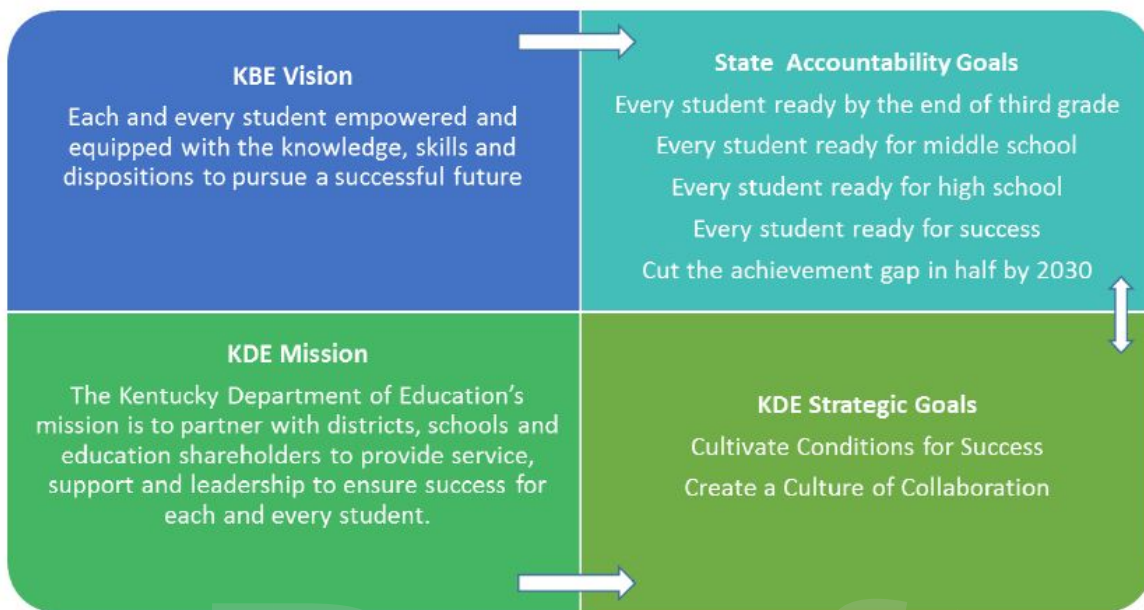 KBE Vision
Each and every student empowered and
equipped with the knowledge, skills and
dispositions to pursue a successful future
State Accountability Goals
Every student ready by the end of third grade
Every student ready for middle school
Every student ready for high school
Every student ready for success
Cut the achievement gap in half by 2030
KDE Mission
The Kentucky Department of Education's
mission is to partner with districts, schools and
education shareholders to provide service,
support and leadership to ensure success for
each and every student.
KDE Strategic Goals
Cultivate Conditions for Success
Create a Culture of Collaboration